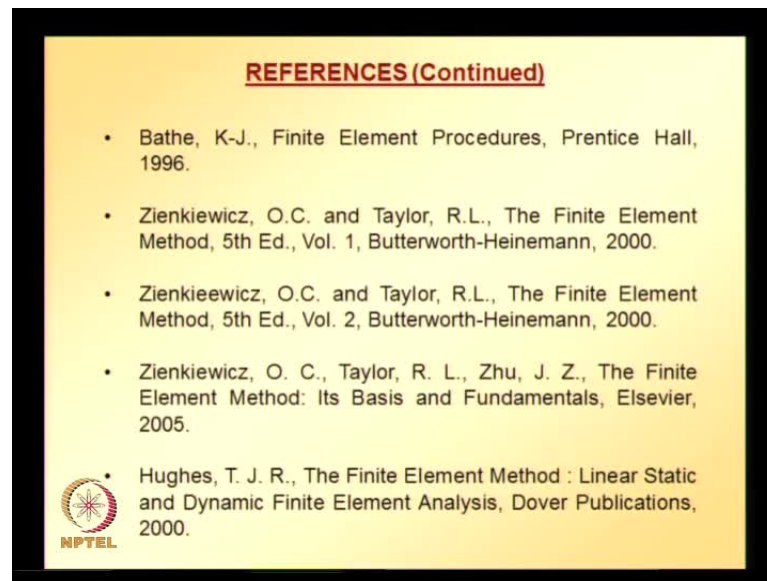 REFERENCES (Continued)
• Bathe, K-J., Finite Element Procedures, Prentice Hall,
1996.
• Zienkiewicz, O.C. and Taylor, R.L., The Finite Element
Method, 5th Ed., Vol. 1, Butterworth-Heinemann, 2000.
• Zienkieewicz, O.C. and Taylor, R.L., The Finite Element
Method, 5th Ed., Vol. 2, Butterworth-Heinemann, 2000.
• Zienkiewicz, O. C., Taylor, R. L., Zhu, J. Z., The Finite
Element Method: Its Basis and Fundamentals, Elsevier,
2005.
• Hughes, T. J. R., The Finite Element Method : Linear Static
and Dynamic Finite Element Analysis, Dover Publications,
2000.
NPTEL